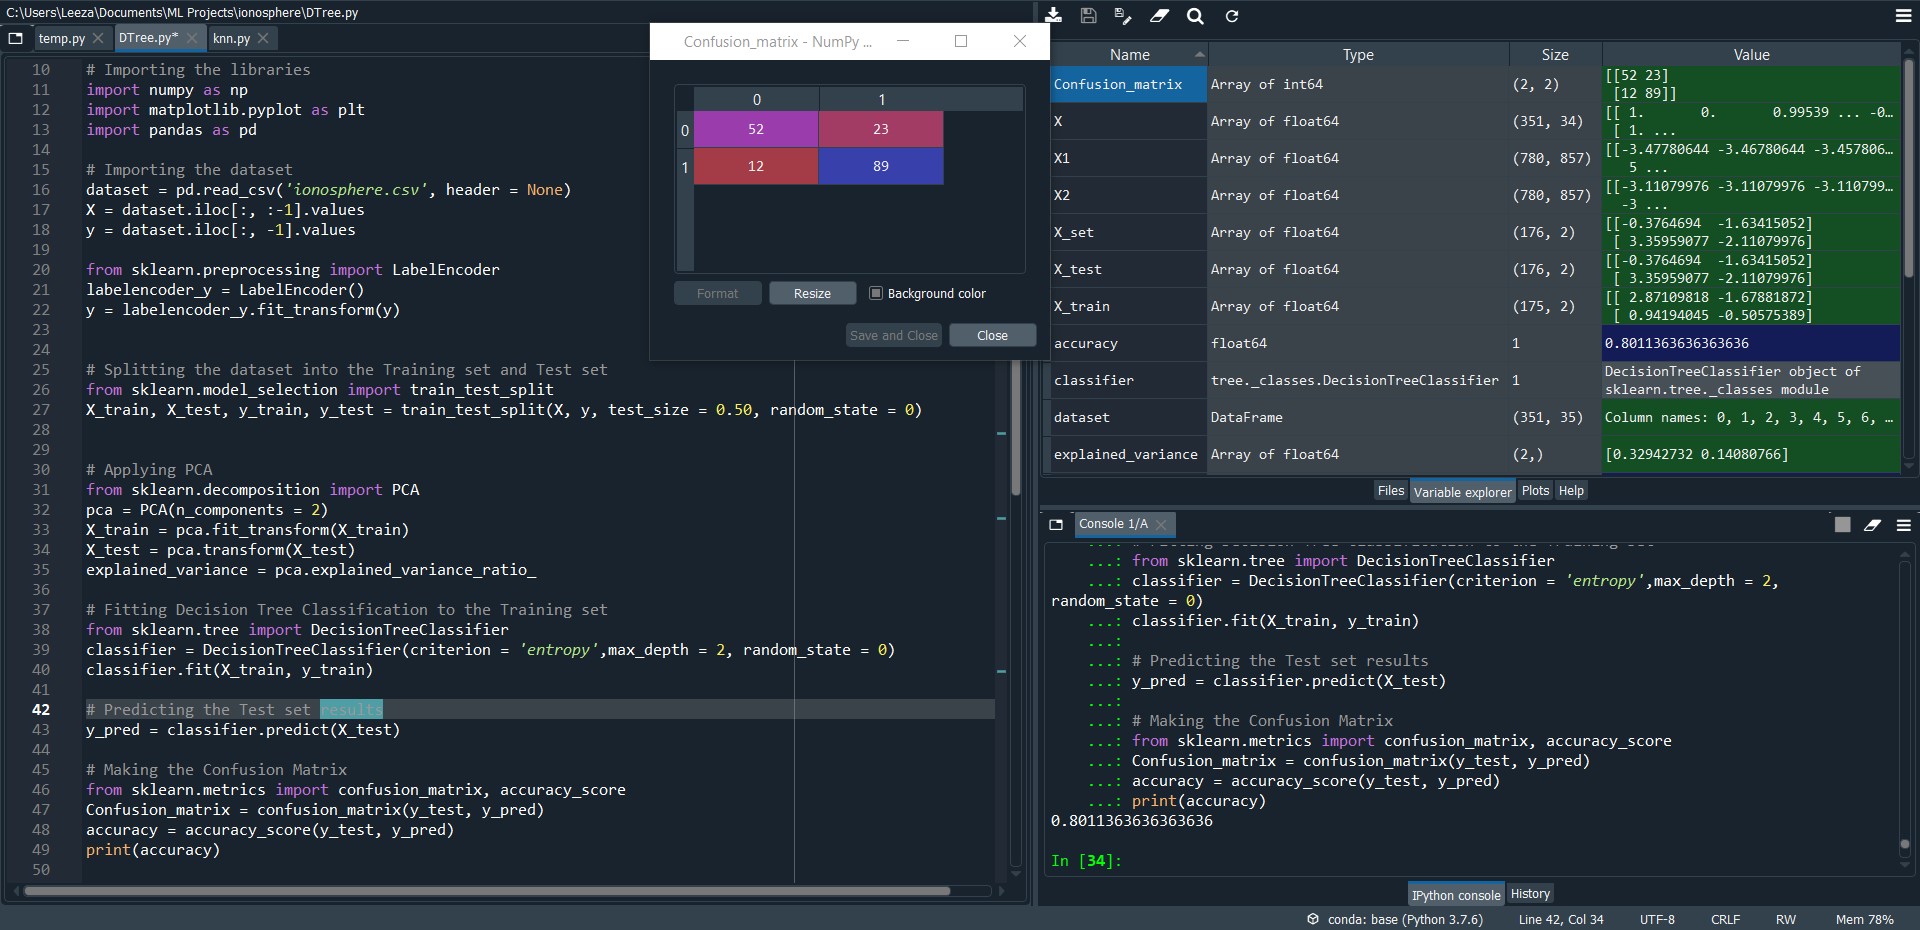 C:\Users\Leeza\Documents\ML Projects\ionosphere\DTree.py
temp.py
DTree.py*
knn.py
10 # Importing the libraries
11 import numpy as np
12 import matplotlib.pyplot as plt
13 import pandas as pd
14
15 # Importing the dataset
16 dataset = pd.read_csv('ionosphere.csv', header = None)
17 X = dataset.iloc[:, :-1].values
18 y = dataset.iloc[:, -1].values
19
20 from sklearn.preprocessing import LabelEncoder
21 labelencoder_y = LabelEncoder()
22 y = labelencoder_y.fit_transform(y)
23
24
25 # Splitting the dataset into the Training set and Test set
26 from sklearn.model_selection import train_test_split
27 X_train, X_test, y_train, y_test = train_test_split(X, y, test_size = 0.50, random_state = 0)
28
29
30 # Applying PCA
31 from sklearn.decomposition import PCA
32 pca = PCA(n_components = 2)
33 X_train = pca.fit_transform(X_train)
34 X_test = pca.transform(X_test)
35 explained_variance = pca.explained_variance_ratio_
36
37 # Fitting Decision Tree Classification to the Training set
38 from sklearn.tree import DecisionTreeClassifier
39 classifier = DecisionTreeClassifier(criterion = 'entropy',max_depth = 2, random_state = 0)
40 classifier.fit(X_train, y_train)
41
42 # Predicting the Test set results
43 y_pred = classifier.predict(X_test)
44
45 # Making the Confusion Matrix
46 from sklearn.metrics import confusion_matrix, accuracy_score
47 Confusion_matrix = confusion_matrix(y_test, y_pred)
48 accuracy = accuracy_score(y_test, y_pred)
49 print(accuracy)
50
Confusion_matrix - NumPy ...
0 1
0 52 23
1 12 89
Format Resize Background color
Save and Close Close
Name Type Size Value
Confusion_matrix Array of int64 (2, 2) [[52 23]
[12 89]]
X Array of float64 (351, 34) [[ 1. 0. 0.99539 ... -0…
[ 1. ...
X1 Array of float64 (780, 857) [[-3.47780644 -3.46780644 -3.457806…
5 ...
X2 Array of float64 (780, 857) [[-3.11079976 -3.11079976 -3.110799…
-3 ...
X_set Array of float64 (176, 2) [[-0.3764694 -1.63415052]
[ 3.35959077 -2.11079976]
X_test Array of float64 (176, 2) [[-0.3764694 -1.63415052]
[ 3.35959077 -2.11079976]
X_train Array of float64 (175, 2) [[ 2.87109818 -1.67881872]
[ 0.94194045 -0.50575389]
accuracy float64 1 0.8011363636363636
classifier tree._classes.DecisionTreeClassifier 1 DecisionTreeClassifier object of
sklearn.tree._classes module
dataset DataFrame (351, 35) Column names: 0, 1, 2, 3, 4, 5, 6, …
explained_variance Array of float64 (2,) [0.32942732 0.14080766]
Files Variable explorer Plots Help
Console 1/A
...: # Fitting Decision Tree Classification to the Training set
...: from sklearn.tree import DecisionTreeClassifier
...: classifier = DecisionTreeClassifier(criterion = 'entropy',max_depth = 2,
random_state = 0)
...: classifier.fit(X_train, y_train)
...:
...: # Predicting the Test set results
...: y_pred = classifier.predict(X_test)
...:
...: # Making the Confusion Matrix
...: from sklearn.metrics import confusion_matrix, accuracy_score
...: Confusion_matrix = confusion_matrix(y_test, y_pred)
...: accuracy = accuracy_score(y_test, y_pred)
...: print(accuracy)
0.8011363636363636
In [34]:
IPython console History
conda: base (Python 3.7.6) Line 42, Col 34 UTF-8 CRLF RW Mem 78%